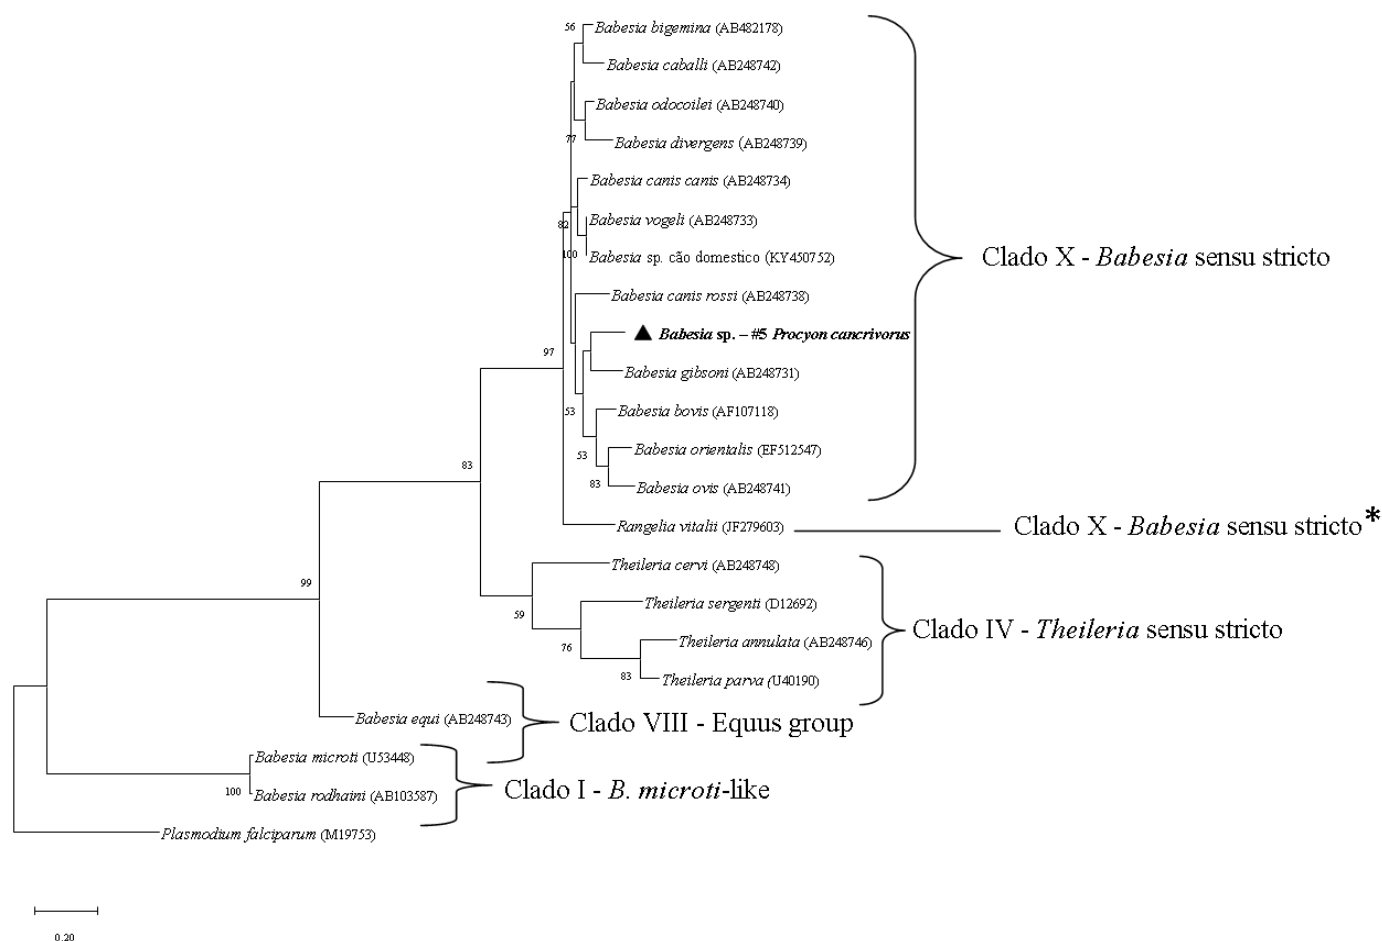 56
Babesia bigemina (AB482178)
Babesia caballi (AB248742)
Babesia odocoilei (AB248740)
77
Babesia divergens (AB248739)
Babesia canis canis (AB248734)
82
Babesia vogeli (AB248733)
100
Babesia sp. cão domestico (KY450752)
Clado X - Babesia sensu stricto
Babesia canis rossi (AB248738)
▲ Babesia sp. – #5 Procyon cancrivorus
97
Babesia gibsoni (AB248731)
53
Babesia bovis (AF107118)
53
Babesia orientalis (EF512547)
83
83
Babesia ovis (AB248741)
Rangelia vitalii (JF279603)
Clado X - Babesia sensu stricto*
Theileria cervi (AB248748)
99
59
Theileria sergenti (D12692)
Clado IV - Theileria sensu stricto
76
Theileria annulata (AB248746)
83
Theileria parva (U40190)
Babesia equi (AB248743)
Clado VIII - Equus group
Babesia microti (U53448)
100
Babesia rodhaini (AB103587)
Clado I - B. microti-like
Plasmodium falciparum (M19753)
0.20